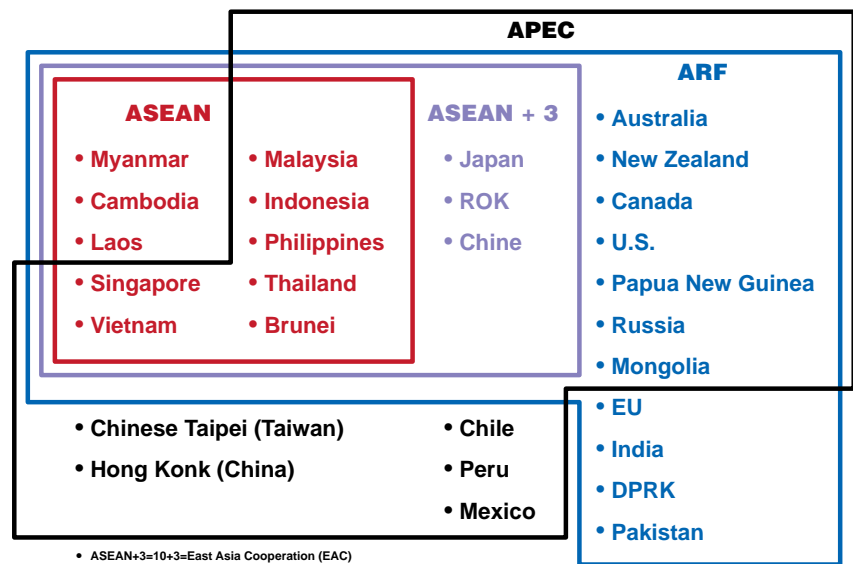 APEC
ARF
ASEAN
ASEAN + 3
• Myanmar
• Cambodia
• Laos
• Singapore
• Vietnam
• Malaysia
• Indonesia
• Philippines
• Thailand
• Brunei
• Japan
• ROK
• Chine
• Australia
• New Zealand
• Canada
• U.S.
• Papua New Guinea
• Russia
• Mongolia
• EU
• India
• DPRK
• Pakistan
• Chinese Taipei (Taiwan)
• Hong Konk (China)
• Chile
• Peru
• Mexico
• ASEAN+3=10+3=East Asia Cooperation (EAC)